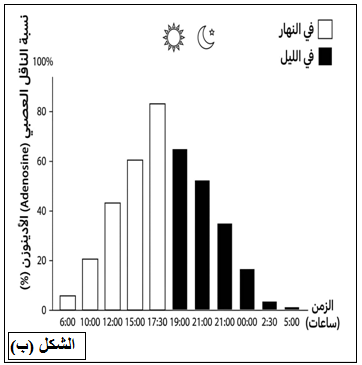 في النهار
في الليل
نسبة الناقل العصبي (Adenosine) الأدينوزن (%)
100%
80
60
40
20
0
6:00 10:00 12:00 15:00 17:30 19:00 21:00 21:00 00:00 2:30 5:00
الزمن
(ساعات)
الشكل (ب)